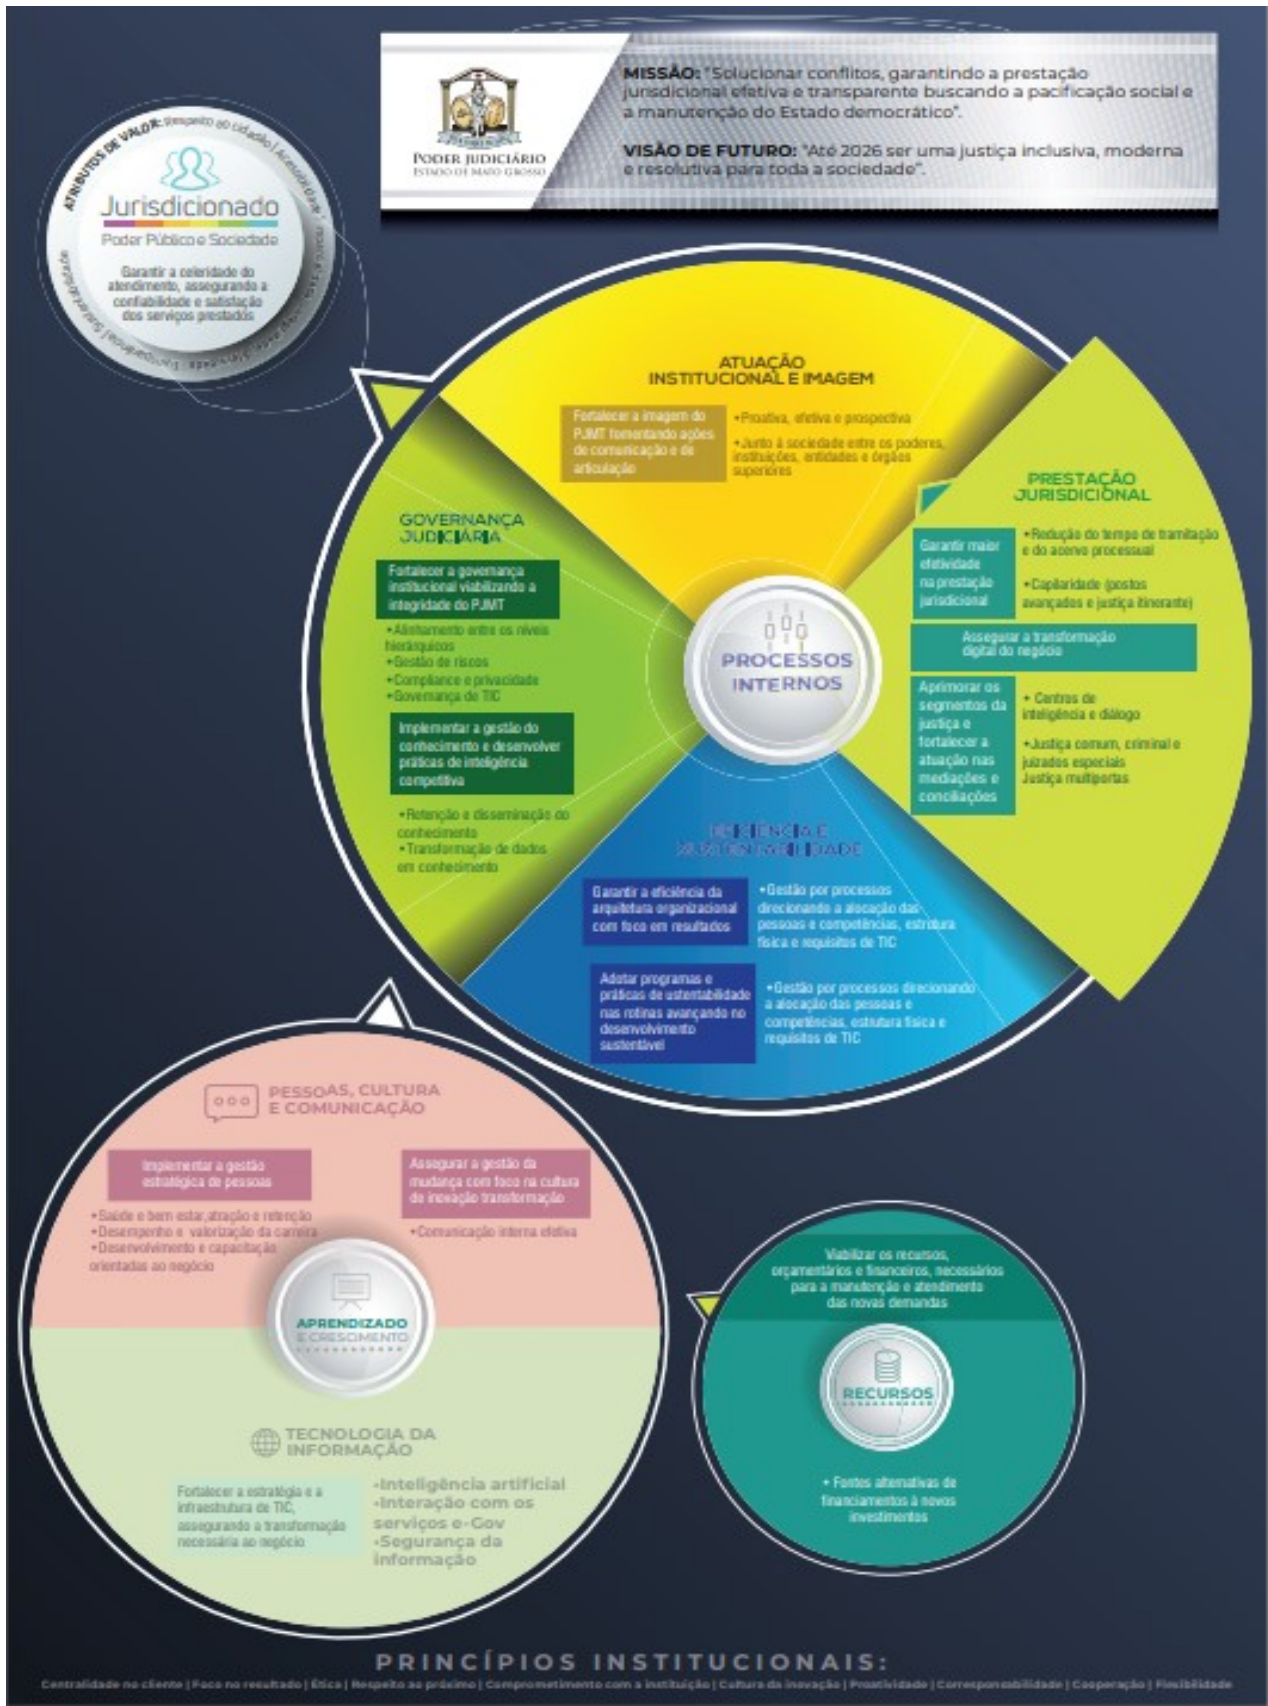 MISSÃO: "Solucionar conflitos, garantindo a prestação
jurisdicional efetiva e transparente buscando a pacificação social e
a manutenção do Estado democrático".
VISÃO DE FUTURO: "Até 2026 ser uma justiça inclusiva, moderna
e resolutiva para toda a sociedade".
PODER JUDICIÁRIO
ESTADO DE MATO GROSSO
ATRIBUTOS DE VALOR: Respeito ao cidadão | Acessibilidade
Transparência | Sustentabilidade
Jurisdicionado
Poder Público e Sociedade
Garantir a celeridade do
atendimento, assegurando a
confiabilidade e satisfação
dos serviços prestados
ATUAÇÃO
INSTITUCIONAL E IMAGEM
Fortalecer a imagem do
PJMT fomentando ações
de comunicação e de
articulação
•Proativa, efetiva e prospectiva
•Junto à sociedade entre os poderes,
instituições, entidades e órgãos
superiores
PRESTAÇÃO
JURISDICIONAL
Garantir maior
efetividade
na prestação
jurisdicional
•Redução do tempo de tramitação
e do acervo processual
•Capilaridade (postos
avançados e justiça itinerante)
Assegurar a transformação
digital do negócio
Aprimorar os
segmentos da
justiça e
fortalecer a
atuação nas
mediações e
conciliações
• Centros de
inteligência e diálogo
•Justiça comum, criminal e
juizados especiais
Justiça multiportas
GOVERNANÇA
JUDICIÁRIA
Fortalecer a governança
institucional viabilizando a
integridade do PJMT
•Alinhamento entre os níveis
hierárquicos
•Gestão de riscos
•Compliance e privacidade
•Governança de TIC
Implementar a gestão do
conhecimento e desenvolver
práticas de inteligência
competitiva
•Retenção e disseminação do
conhecimento
•Transformação de dados
em conhecimento
PROCESSOS
INTERNOS
EFICIÊNCIA E
SUSTENTABILIDADE
Garantir a eficiência da
arquitetura organizacional
com foco em resultados
•Gestão por processos
direcionando a alocação das
pessoas e competências, estrutura
física e requisitos de TIC
Adotar programas e
práticas de ustentabilidade
nas rotinas avançando no
desenvolvimento
sustentável
•Gestão por processos direcionando
a alocação das pessoas e
competências, estrutura física e
requisitos de TIC
PESSOAS, CULTURA
E COMUNICAÇÃO
Implementar a gestão
estratégica de pessoas
•Saúde e bem estar,atração e retenção
•Desempenho e valorização da carreira
•Desenvolvimento e capacitação
orientadas ao negócio
Assegurar a gestão da
mudança com foco na cultura
de inovação transformação
•Comunicação interna efetiva
APRENDIZADO
E CRESCIMENTO
TECNOLOGIA DA
INFORMAÇÃO
Fortalecer a estratégia e a
infraestrutura de TIC,
assegurando a transformação
necessária ao negócio
•Inteligência artificial
•Interação com os
serviços e-Gov
•Segurança da
informação
Viabilizar os recursos,
orçamentários e financeiros, necessários
para a manutenção e atendimento
das novas demandas
RECURSOS
• Fontes alternativas de
financiamentos à novos
investimentos
PRINCÍPIOS INSTITUCIONAIS:
Centralidade no cliente | Foco no resultado | Ética | Respeito ao próximo | Comprometimento com a instituição | Cultura da inovação | Proatividade | Corresponsabilidade | Cooperação | Flexibilidade